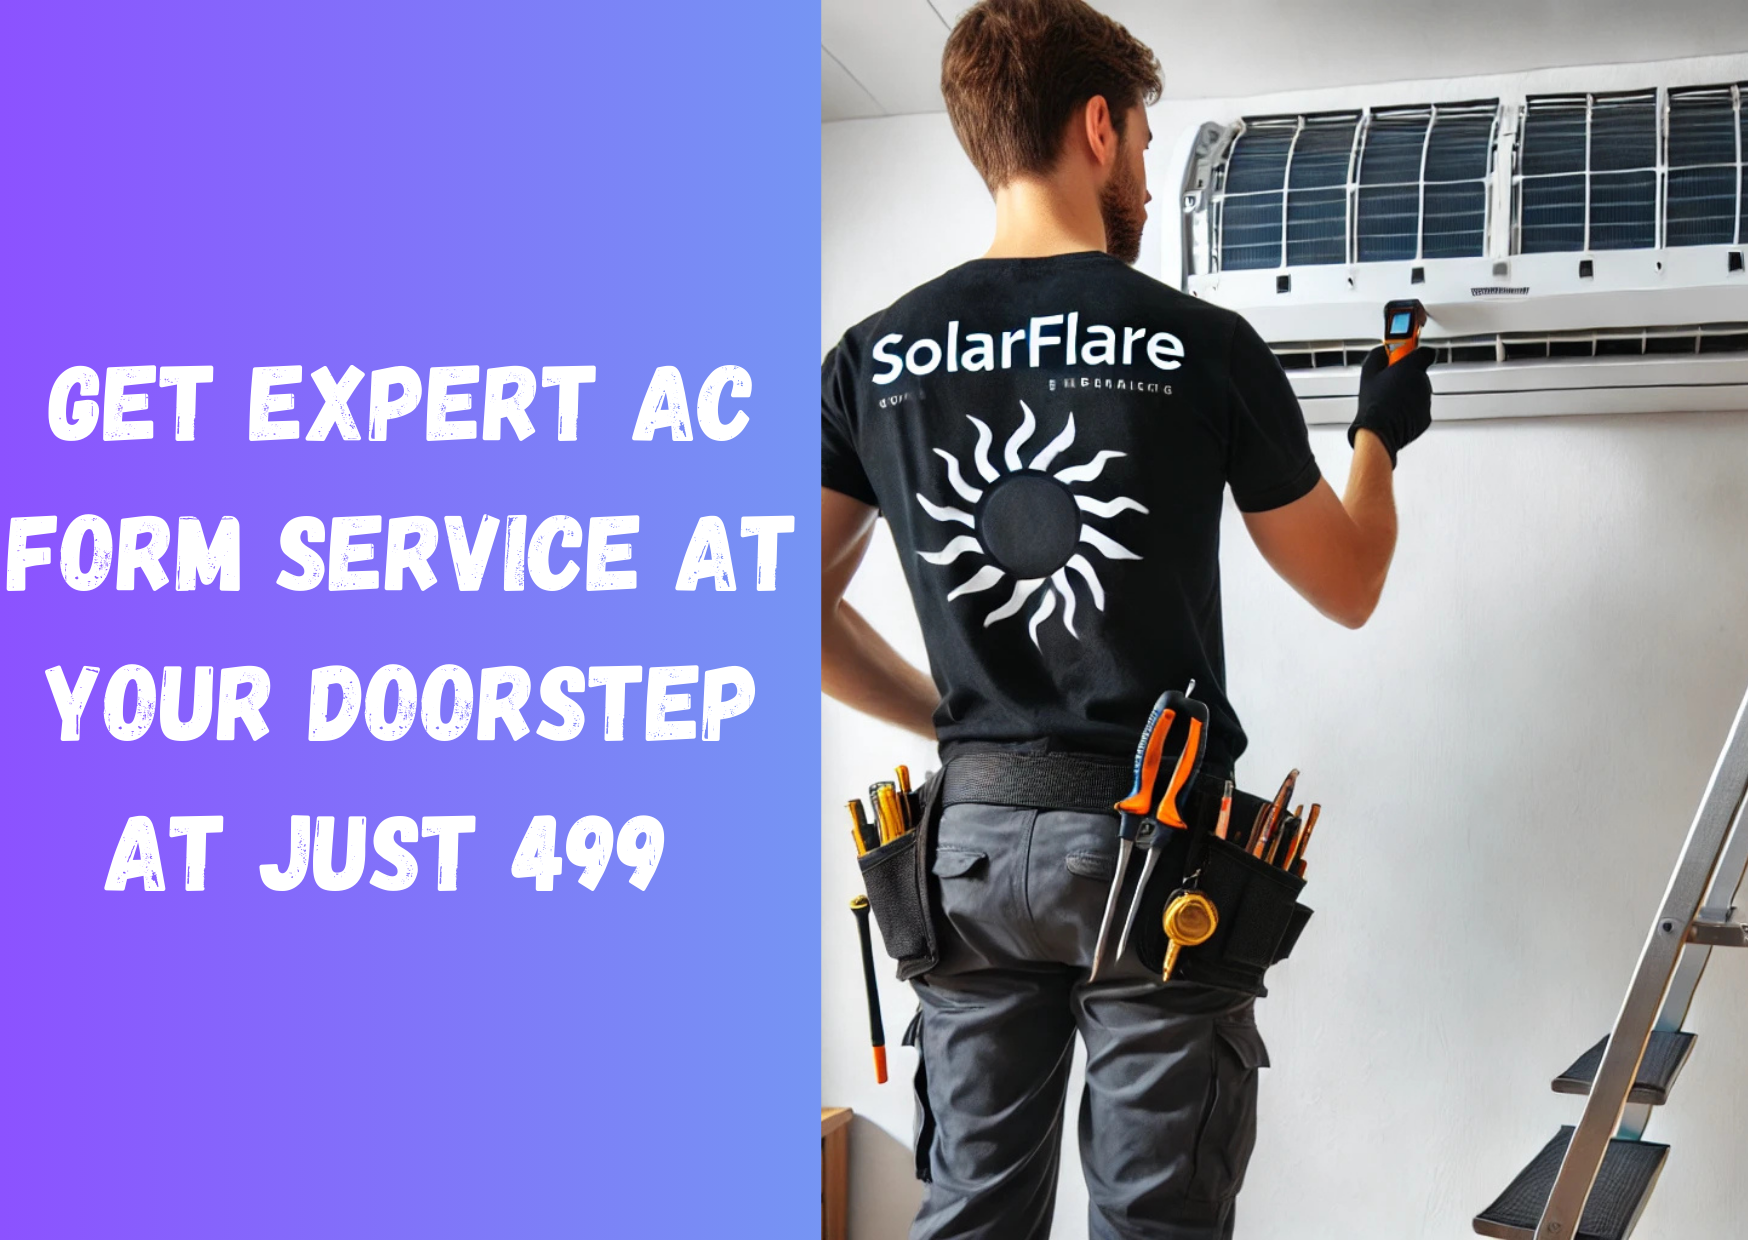 GET EXPERT AC
FORM SERVICE AT
YOUR DOORSTEP
AT JUST 499
SolarFlare